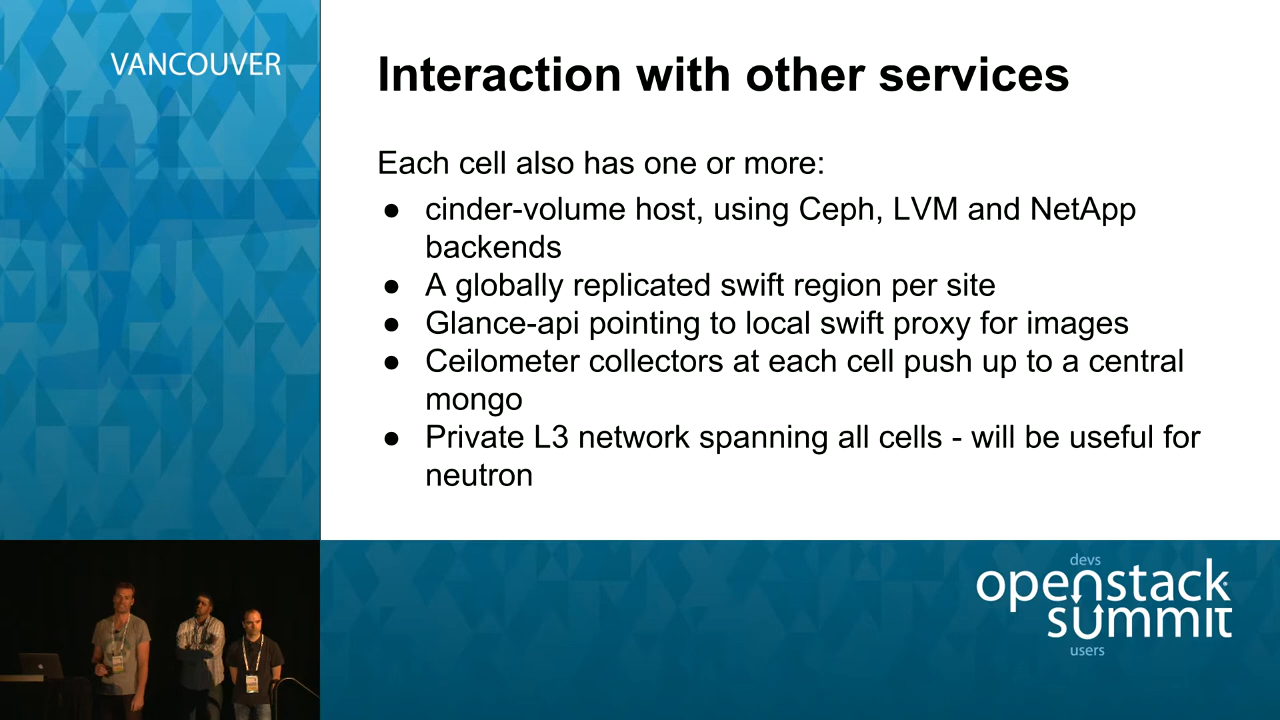 VANCOUVER
Interaction with other services
Each cell also has one or more:
● cinder-volume host, using Ceph, LVM and NetApp
backends
● A globally replicated swift region per site
● Glance-api pointing to local swift proxy for images
● Ceilometer collectors at each cell push up to a central
mongo
● Private L3 network spanning all cells - will be useful for
neutron
devs
openstack
summit
users